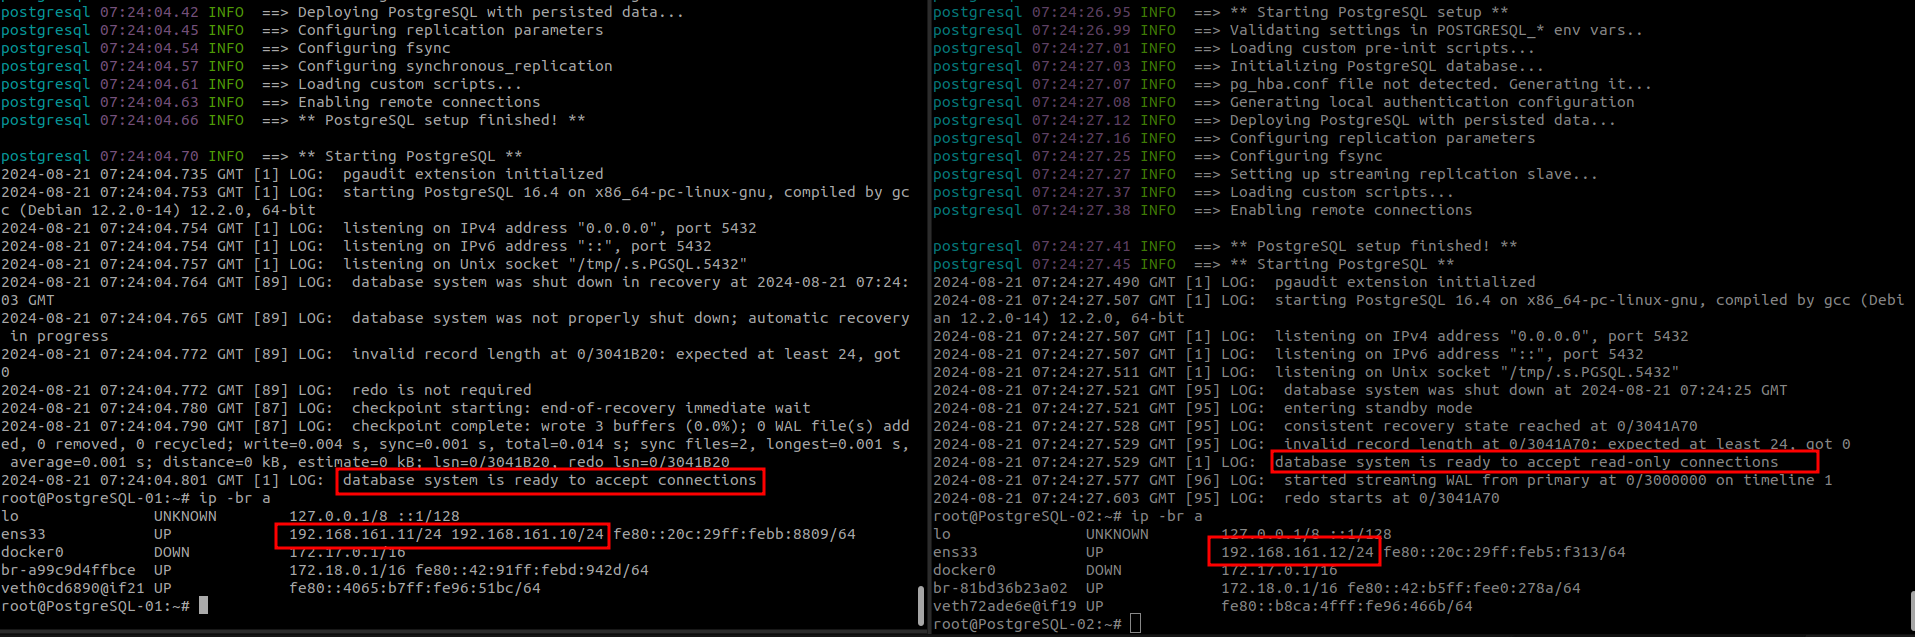 postgresql 07:24:04.42 INFO  ==> Deploying PostgreSQL with persisted data...
postgresql 07:24:04.45 INFO  ==> Configuring replication parameters
postgresql 07:24:04.54 INFO  ==> Configuring fsync
postgresql 07:24:04.57 INFO  ==> Configuring synchronous_replication
postgresql 07:24:04.61 INFO  ==> Loading custom scripts...
postgresql 07:24:04.63 INFO  ==> Enabling remote connections
postgresql 07:24:04.66 INFO  ==> ** PostgreSQL setup finished! **
postgresql 07:24:04.70 INFO  ==> ** Starting PostgreSQL **
2024-08-21 07:24:04.735 GMT [1] LOG:  pgaudit extension initialized
2024-08-21 07:24:04.753 GMT [1] LOG:  starting PostgreSQL 16.4 on x86_64-pc-linux-gnu, compiled by gc
c (Debian 12.2.0-14) 12.2.0, 64-bit
2024-08-21 07:24:04.754 GMT [1] LOG:  listening on IPv4 address "0.0.0.0", port 5432
2024-08-21 07:24:04.754 GMT [1] LOG:  listening on IPv6 address "::", port 5432
2024-08-21 07:24:04.757 GMT [1] LOG:  listening on Unix socket "/tmp/.s.PGSQL.5432"
2024-08-21 07:24:04.764 GMT [89] LOG:  database system was shut down in recovery at 2024-08-21 07:24:
03 GMT
2024-08-21 07:24:04.765 GMT [89] LOG:  database system was not properly shut down; automatic recovery
 in progress
2024-08-21 07:24:04.772 GMT [89] LOG:  invalid record length at 0/3041B20: expected at least 24, got
0
2024-08-21 07:24:04.772 GMT [89] LOG:  redo is not required
2024-08-21 07:24:04.780 GMT [87] LOG:  checkpoint starting: end-of-recovery immediate wait
2024-08-21 07:24:04.790 GMT [87] LOG:  checkpoint complete: wrote 3 buffers (0.0%); 0 WAL file(s) add
ed, 0 removed, 0 recycled; write=0.004 s, sync=0.001 s, total=0.014 s; sync files=2, longest=0.001 s,
 average=0.001 s; distance=0 kB, estimate=0 kB; lsn=0/3041B20, redo lsn=0/3041B20
2024-08-21 07:24:04.801 GMT [1] LOG:  database system is ready to accept connections
root@PostgreSQL-01:~# ip -br a
lo               UNKNOWN        127.0.0.1/8 ::1/128
ens33            UP             192.168.161.11/24 192.168.161.10/24 fe80::20c:29ff:febb:8809/64
docker0          DOWN           172.17.0.1/16
br-a99c9d4ffbce  UP             172.18.0.1/16 fe80::42:91ff:febd:942d/64
veth0cd6890@if21 UP             fe80::4065:b7ff:fe96:51bc/64
root@PostgreSQL-01:~#
postgresql 07:24:26.95 INFO  ==> ** Starting PostgreSQL setup **
postgresql 07:24:26.99 INFO  ==> Validating settings in POSTGRESQL_* env vars..
postgresql 07:24:27.01 INFO  ==> Loading custom pre-init scripts...
postgresql 07:24:27.03 INFO  ==> Initializing PostgreSQL database...
postgresql 07:24:27.07 INFO  ==> pg_hba.conf file not detected. Generating it...
postgresql 07:24:27.08 INFO  ==> Generating local authentication configuration
postgresql 07:24:27.12 INFO  ==> Deploying PostgreSQL with persisted data...
postgresql 07:24:27.16 INFO  ==> Configuring replication parameters
postgresql 07:24:27.25 INFO  ==> Configuring fsync
postgresql 07:24:27.27 INFO  ==> Setting up streaming replication slave...
postgresql 07:24:27.37 INFO  ==> Loading custom scripts...
postgresql 07:24:27.38 INFO  ==> Enabling remote connections
postgresql 07:24:27.41 INFO  ==> ** PostgreSQL setup finished! **
postgresql 07:24:27.45 INFO  ==> ** Starting PostgreSQL **
2024-08-21 07:24:27.490 GMT [1] LOG:  pgaudit extension initialized
2024-08-21 07:24:27.507 GMT [1] LOG:  starting PostgreSQL 16.4 on x86_64-pc-linux-gnu, compiled by gcc (Debi
an 12.2.0-14) 12.2.0, 64-bit
2024-08-21 07:24:27.507 GMT [1] LOG:  listening on IPv4 address "0.0.0.0", port 5432
2024-08-21 07:24:27.507 GMT [1] LOG:  listening on IPv6 address "::", port 5432
2024-08-21 07:24:27.511 GMT [1] LOG:  listening on Unix socket "/tmp/.s.PGSQL.5432"
2024-08-21 07:24:27.521 GMT [95] LOG:  database system was shut down at 2024-08-21 07:24:25 GMT
2024-08-21 07:24:27.521 GMT [95] LOG:  entering standby mode
2024-08-21 07:24:27.528 GMT [95] LOG:  consistent recovery state reached at 0/3041A70
2024-08-21 07:24:27.529 GMT [95] LOG:  invalid record length at 0/3041A70: expected at least 24, got 0
2024-08-21 07:24:27.529 GMT [1] LOG:  database system is ready to accept read-only connections
2024-08-21 07:24:27.577 GMT [96] LOG:  started streaming WAL from primary at 0/3000000 on timeline 1
2024-08-21 07:24:27.603 GMT [95] LOG:  redo starts at 0/3041A70
root@PostgreSQL-02:~# ip -br a
lo               UNKNOWN        127.0.0.1/8 ::1/128
ens33            UP             192.168.161.12/24 fe80::20c:29ff:feb5:f313/64
docker0          DOWN           172.17.0.1/16
br-81bd36b23a02  UP             172.18.0.1/16 fe80::42:b5ff:fee0:278a/64
veth72ade6e@if19 UP             fe80::b8ca:4fff:fe96:466b/64
root@PostgreSQL-02:~#